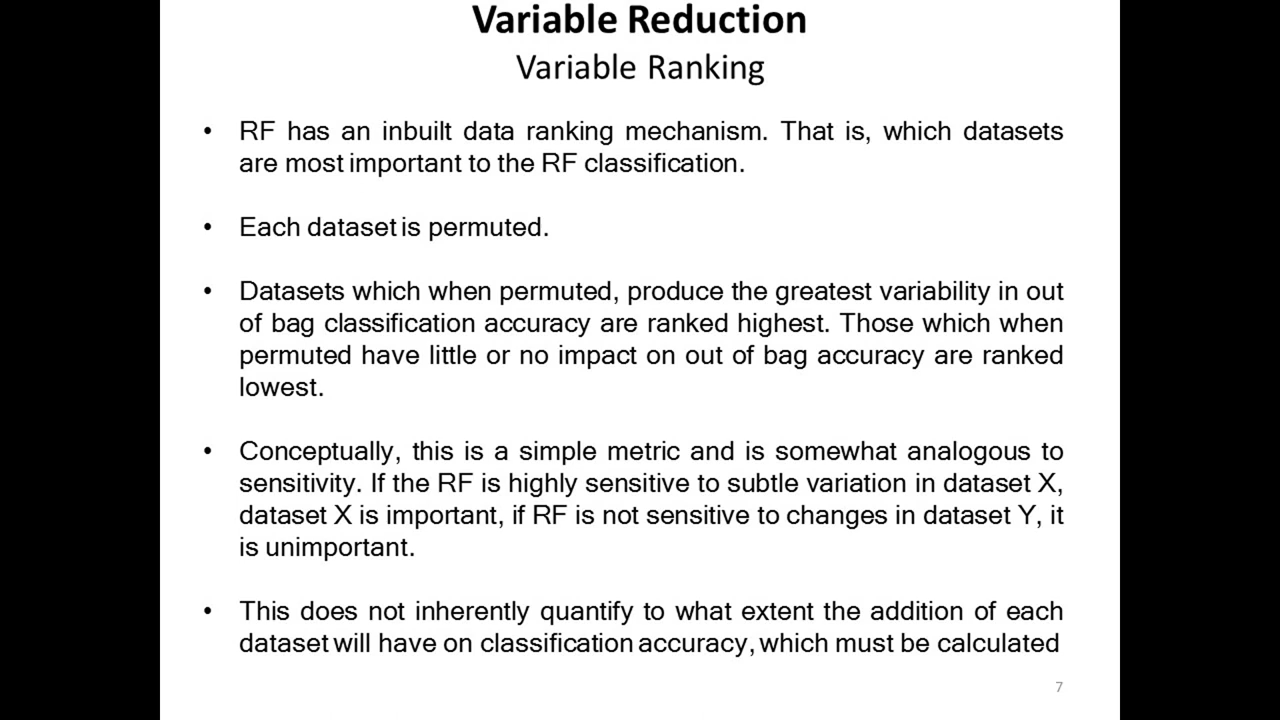 Variable Reduction
Variable Ranking
• RF has an inbuilt data ranking mechanism. That is, which datasets
are most important to the RF classification.
• Each dataset is permuted.
• Datasets which when permuted, produce the greatest variability in out
of bag classification accuracy are ranked highest. Those which when
permuted have little or no impact on out of bag accuracy are ranked
lowest.
• Conceptually, this is a simple metric and is somewhat analogous to
sensitivity. If the RF is highly sensitive to subtle variation in dataset X,
dataset X is important, if RF is not sensitive to changes in dataset Y, it
is unimportant.
• This does not inherently quantify to what extent the addition of each
dataset will have on classification accuracy, which must be calculated
7